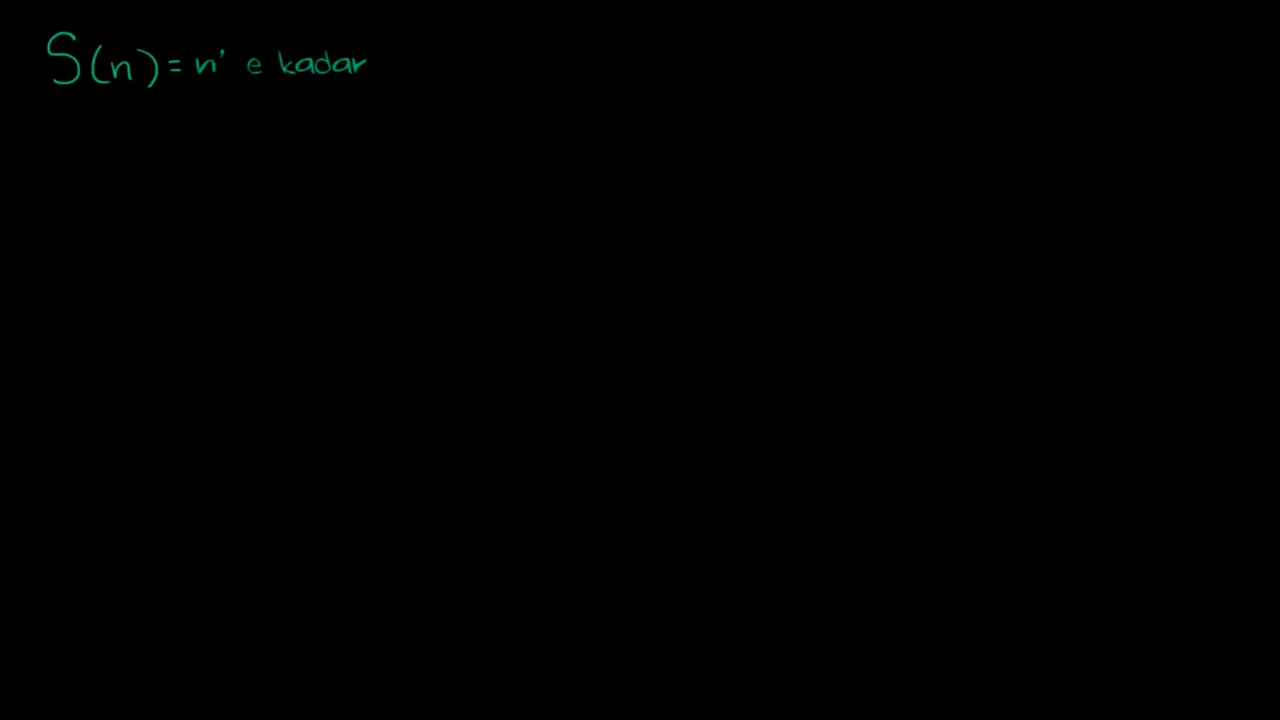 S(n) = n' e kadar